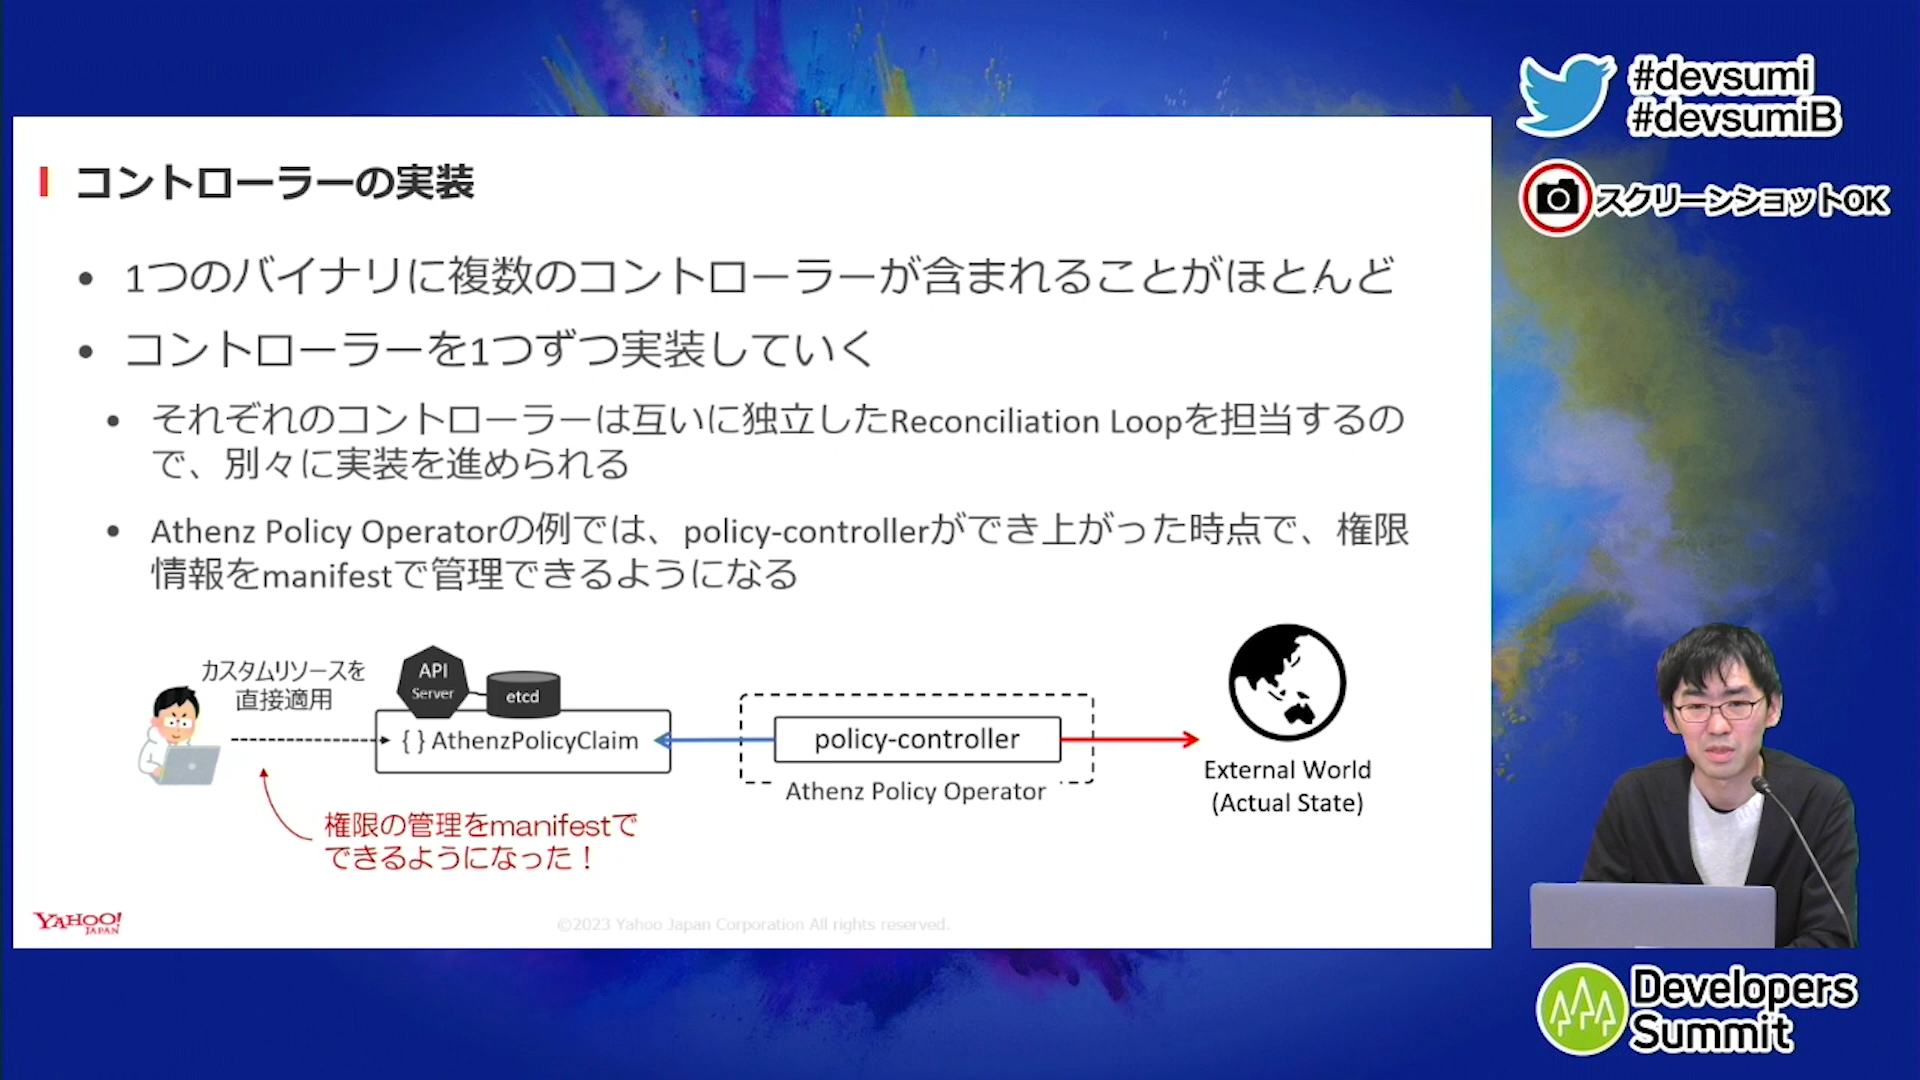 コントローラーの実装
• 1つのバイナリに複数のコントローラーが含まれることがほとんど
• コントローラーを1つずつ実装していく
• それぞれのコントローラーは互いに独立したReconciliation Loopを担当するの
で、別々に実装を進められる
• Athenz Policy Operatorの例では、policy-controllerができ上がった時点で、権限
情報をmanifestで管理できるようになる
カスタムリソースを
直接適用
API
Server
etcd
{ } AthenzPolicyClaim
policy-controller
Athenz Policy Operator
External World
(Actual State)
権限の管理をmanifestで
できるようになった！
YAHOO!
JAPAN
©2023 Yahoo Japan Corporation All rights reserved.
#devsumi
#devsumiB
スクリーンショットOK
Developers
Summit